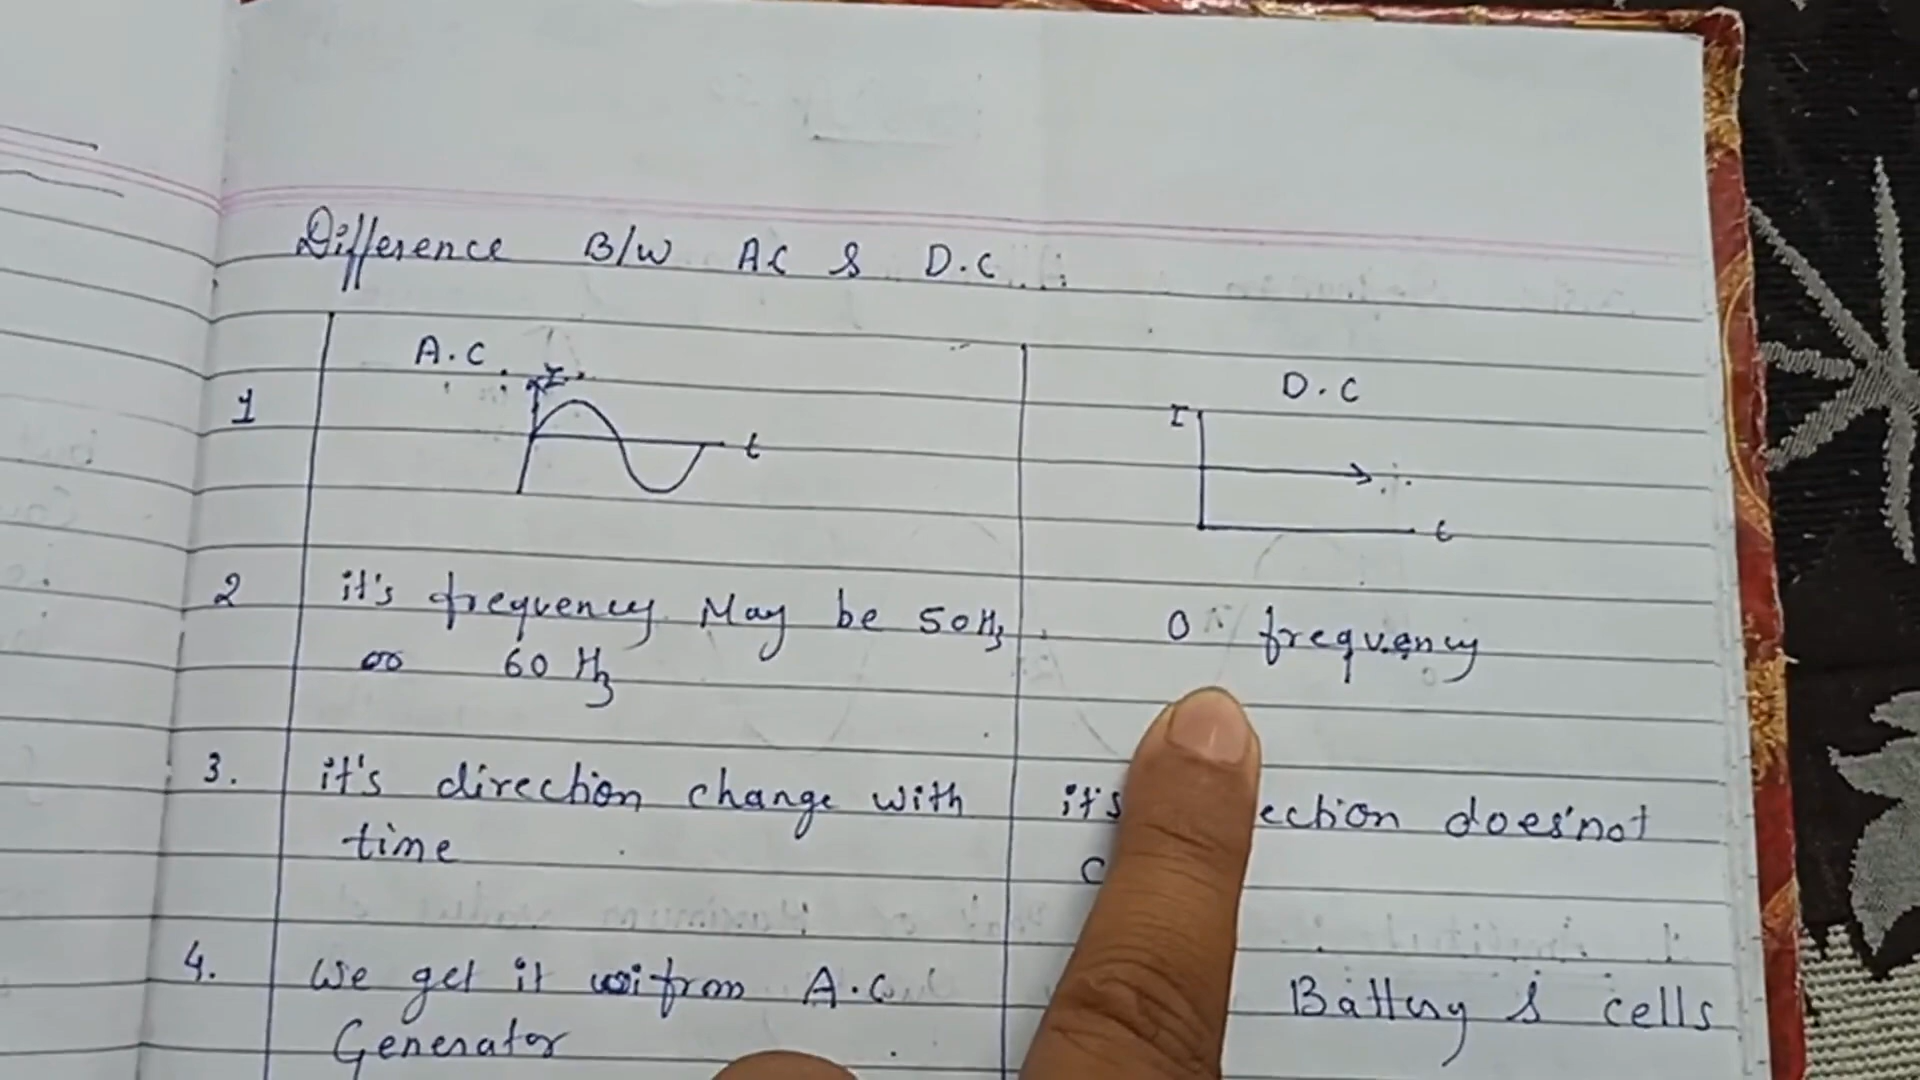 Difference B/W AC & D.C
A.C
D.C
1
I
t
I
t
2
it's frequency May be 50Hz
or 60 Hz
0 frequency
3.
it's direction change with
time
it's ection does'not
4.
We get it from A.C
Generator
Battery & cells